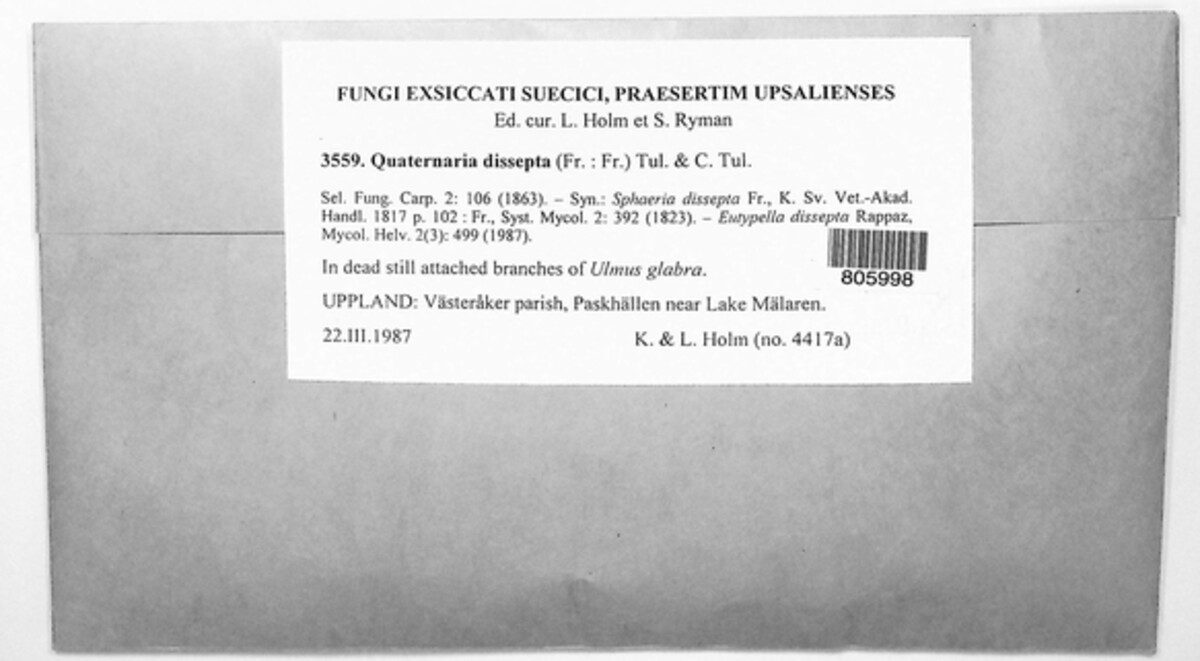 FUNGI EXSICCATI SUECICI, PRAESERTIM UPSALIENSES
Ed. cur. L. Holm et S. Ryman
3559. Quaternaria dissepta (Fr. : Fr.) Tul. & C. Tul.
Sel. Fung. Carp. 2: 106 (1863). – Syn.: Sphaeria dissepta Fr., K. Sv. Vet.-Akad.
Handl. 1817 p. 102 : Fr., Syst. Mycol. 2: 392 (1823). – Eutypella dissepta Rappaz,
Mycol. Helv. 2(3): 499 (1987).
In dead still attached branches of Ulmus glabra.
805998
UPPLAND: Västeråker parish, Paskhällen near Lake Mälaren.
22.III.1987 K. & L. Holm (no. 4417a)